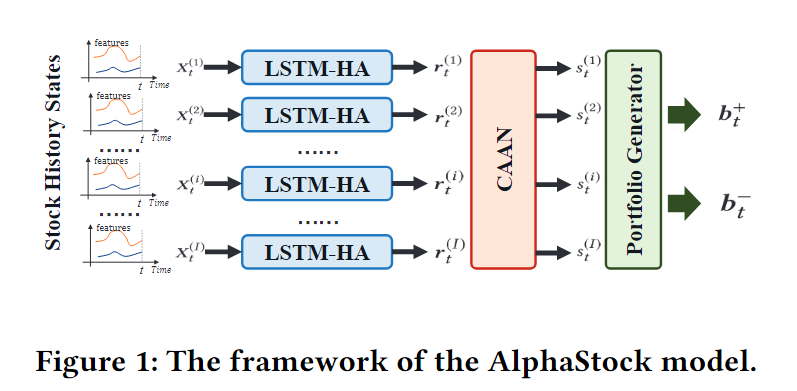 Stock History States
features
t Time
X_t^(1)
LSTM-HA
r_t^(1)
s_t^(1)
features
t Time
X_t^(2)
LSTM-HA
r_t^(2)
s_t^(2)
......
......
features
t Time
X_t^(i)
LSTM-HA
r_t^(i)
s_t^(i)
......
......
features
t Time
X_t^(I)
LSTM-HA
r_t^(I)
s_t^(I)
CAAN
Portfolio Generator
b_t^+
b_t^-
Figure 1: The framework of the AlphaStock model.